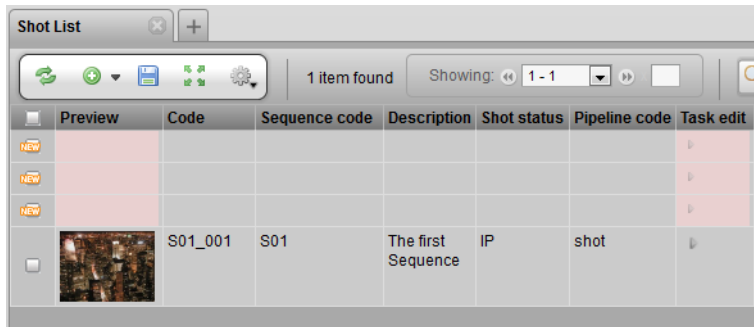 Shot List
1 item found
Showing:
1 - 1
Preview Code Sequence code Description Shot status Pipeline code Task edit
NEW
NEW
NEW
S01_001 S01 The first IP shot
Sequence